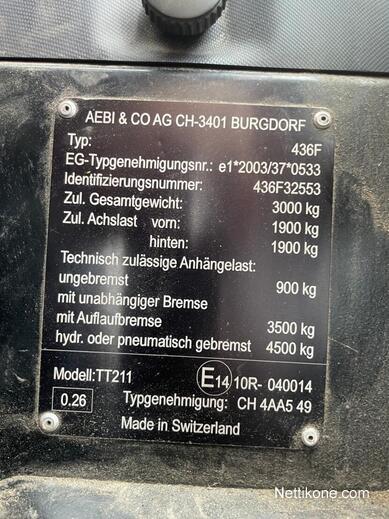 AEBI & CO AG CH-3401 BURGDORF
Typ: 436F
EG-Typgenehmigungsnr.: e1*2003/37*0533
Identifizierungsnummer: 436F32553
Zul. Gesamtgewicht: 3000 kg
Zul. Achslast vorn: 1900 kg
hinten: 1900 kg
Technisch zulässige Anhängelast:
ungebremst 900 kg
mit unabhängiger Bremse
mit Auflaufbremse 3500 kg
hydr. oder pneumatisch gebremst 4500 kg
Modell:TT211 E14 10R- 040014
0.26 Typgenehmigung: CH 4AA5 49
Made in Switzerland
Nettikone.com